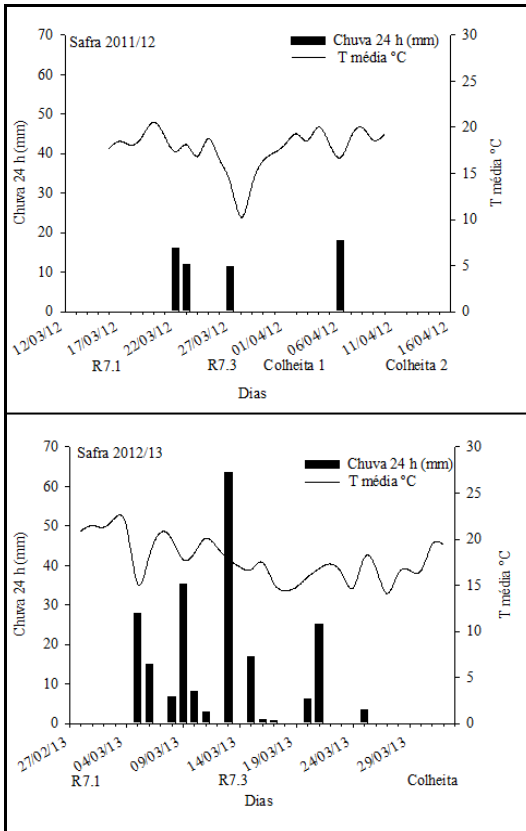 Safra 2011/12
Chuva 24 h (mm)
T média °C
70
60
50
40
30
20
10
0
Chuva 24 h (mm)
30
25
20
15
10
5
0
T média °C
12/03/12
17/03/12
22/03/12
27/03/12
01/04/12
06/04/12
11/04/12
16/04/12
R7.1
R7.3
Colheita 1
Colheita 2
Dias
Safra 2012/13
Chuva 24 h (mm)
T média °C
70
60
50
40
30
20
10
0
Chuva 24 h (mm)
30
25
20
15
10
5
0
T média °C
27/02/13
04/03/13
09/03/13
14/03/13
19/03/13
24/03/13
29/03/13
R7.1
R7.3
Colheita
Dias